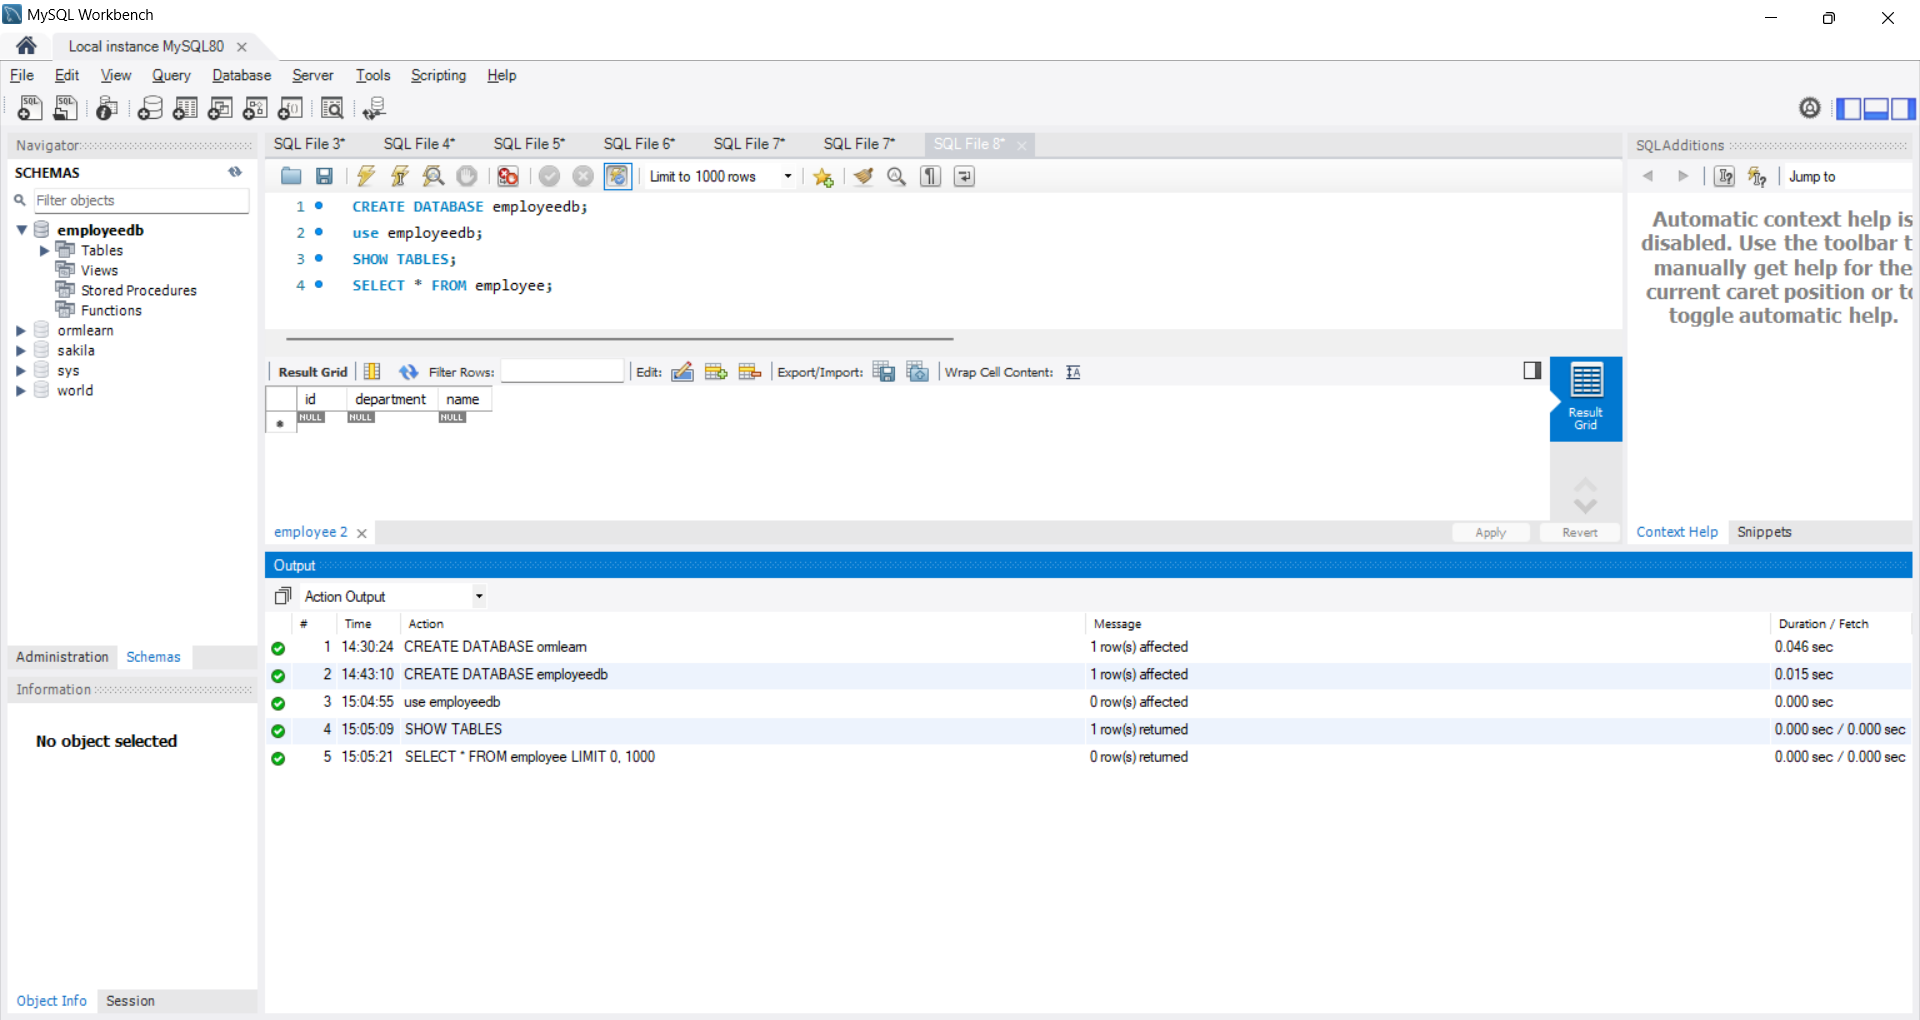 MySQL Workbench
Local instance MySQL80
File Edit View Query Database Server Tools Scripting Help
Navigator
SCHEMAS
Filter objects
employeedb
Tables
Views
Stored Procedures
Functions
ormlearn
sakila
sys
world
Administration Schemas
Information
No object selected
Object Info Session
SQL File 3* SQL File 4* SQL File 5* SQL File 6* SQL File 7* SQL File 7* SQL File 8*
Limit to 1000 rows
1 CREATE DATABASE employeedb;
2 use employeedb;
3 SHOW TABLES;
4 SELECT * FROM employee;
Result Grid Filter Rows: Edit: Export/Import: Wrap Cell Content:
id department name
NULL NULL NULL
Result
Grid
employee 2 Apply Revert
SQLAdditions
Jump to
Automatic context help is
disabled. Use the toolbar t
manually get help for the
current caret position or to
toggle automatic help.
Context Help Snippets
Output
Action Output
# Time Action Message Duration / Fetch
1 14:30:24 CREATE DATABASE ormlearn 1 row(s) affected 0.046 sec
2 14:43:10 CREATE DATABASE employeedb 1 row(s) affected 0.015 sec
3 15:04:55 use employeedb 0 row(s) affected 0.000 sec
4 15:05:09 SHOW TABLES 1 row(s) returned 0.000 sec / 0.000 sec
5 15:05:21 SELECT * FROM employee LIMIT 0, 1000 0 row(s) returned 0.000 sec / 0.000 sec